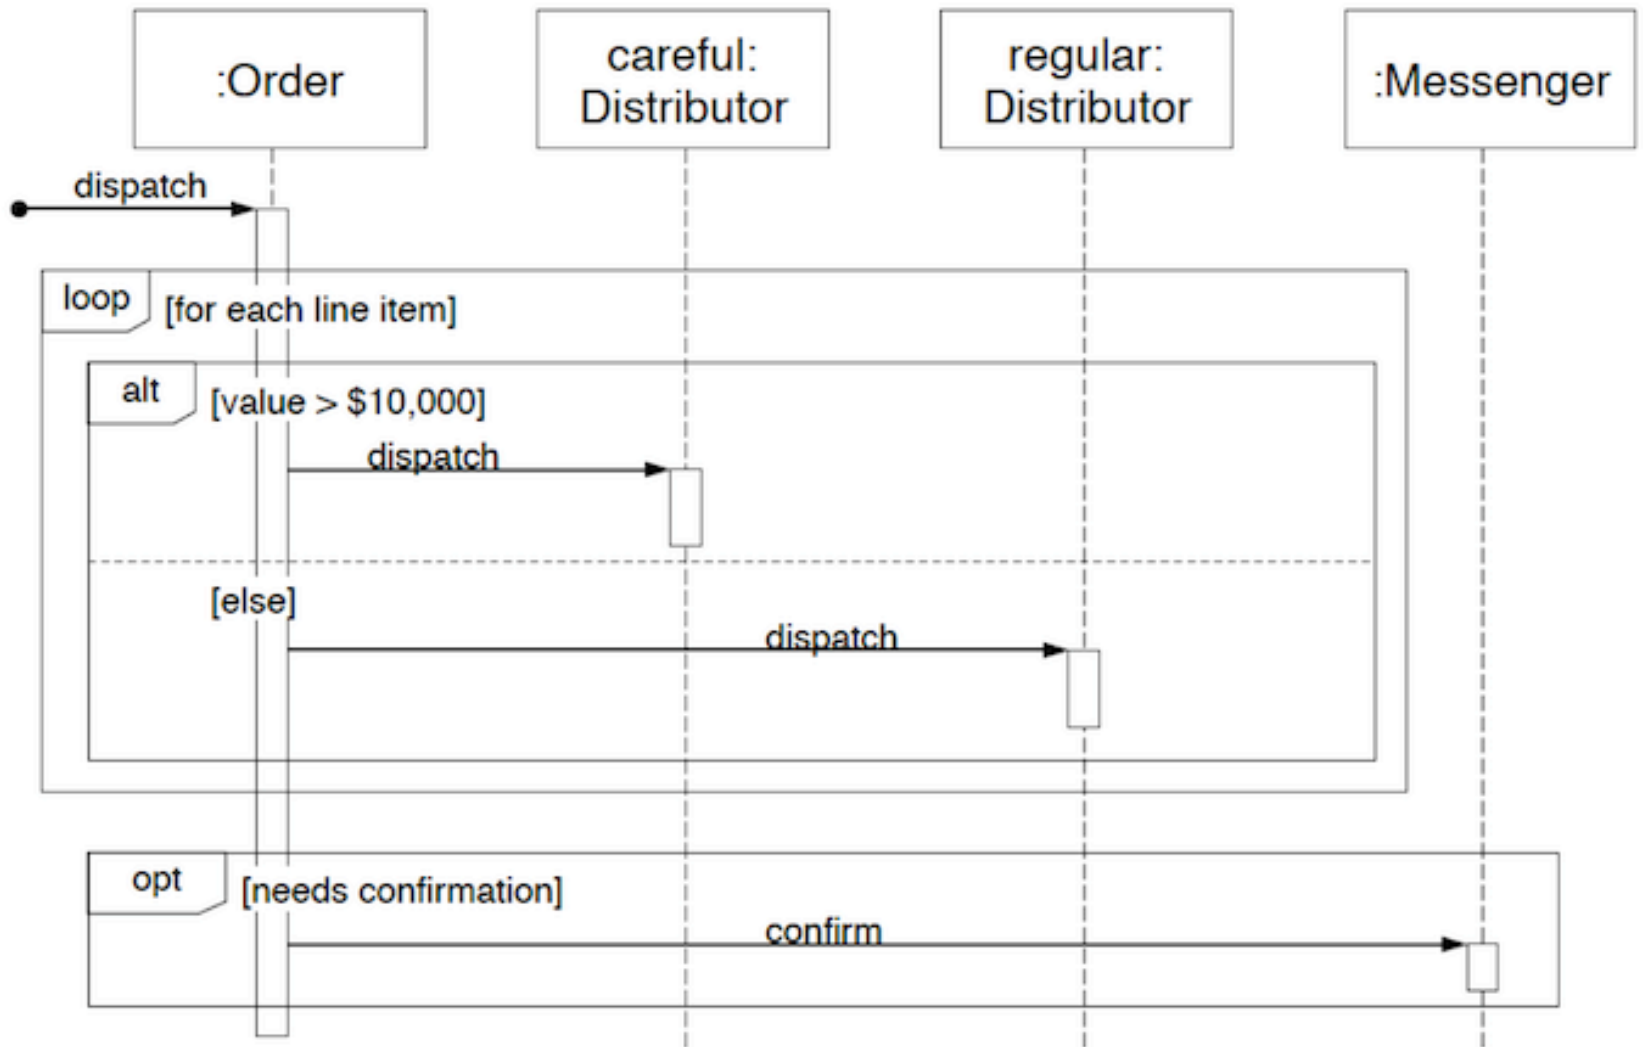 :Order
careful:
Distributor
regular:
Distributor
:Messenger
dispatch
loop
[for each line item]
alt
[value > $10,000]
dispatch
[else]
dispatch
opt
[needs confirmation]
confirm